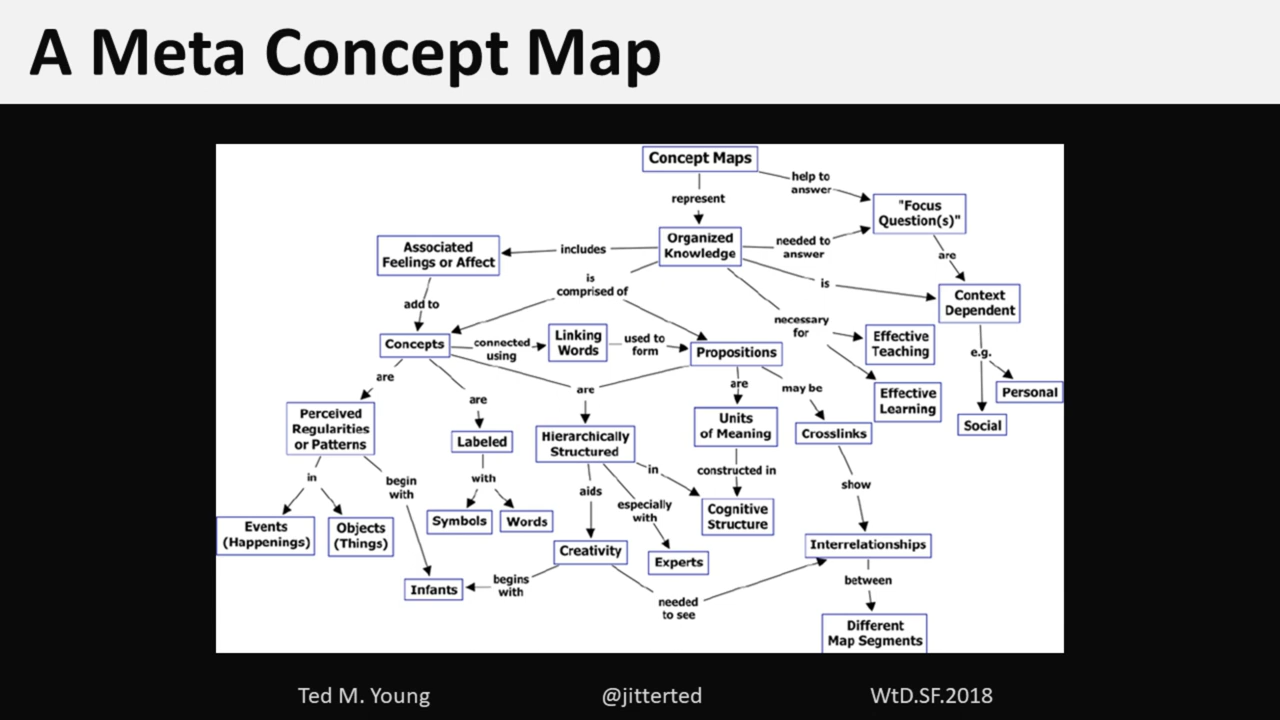 A Meta Concept Map
Concept Maps
help to
answer
represent
"Focus
Question(s)"
Organized
Knowledge
needed to
answer
includes
Associated
Feelings or Affect
are
is
comprised of
is
Context
Dependent
add to
necessary
for
Concepts
connected
using
Linking
Words
used to
form
Propositions
Effective
Teaching
e.g.
are
are
are
are
may be
Effective
Learning
Personal
Social
Perceived
Regularities
or Patterns
Labeled
Hierarchically
Structured
Units
of Meaning
Crosslinks
in
begin
with
with
aids
in
especially
with
constructed in
show
Events
(Happenings)
Objects
(Things)
Symbols
Words
Cognitive
Structure
Creativity
Experts
Interrelationships
Infants
begins
with
needed
to see
between
Different
Map Segments
Ted M. Young
@jitterted
WtD.SF.2018